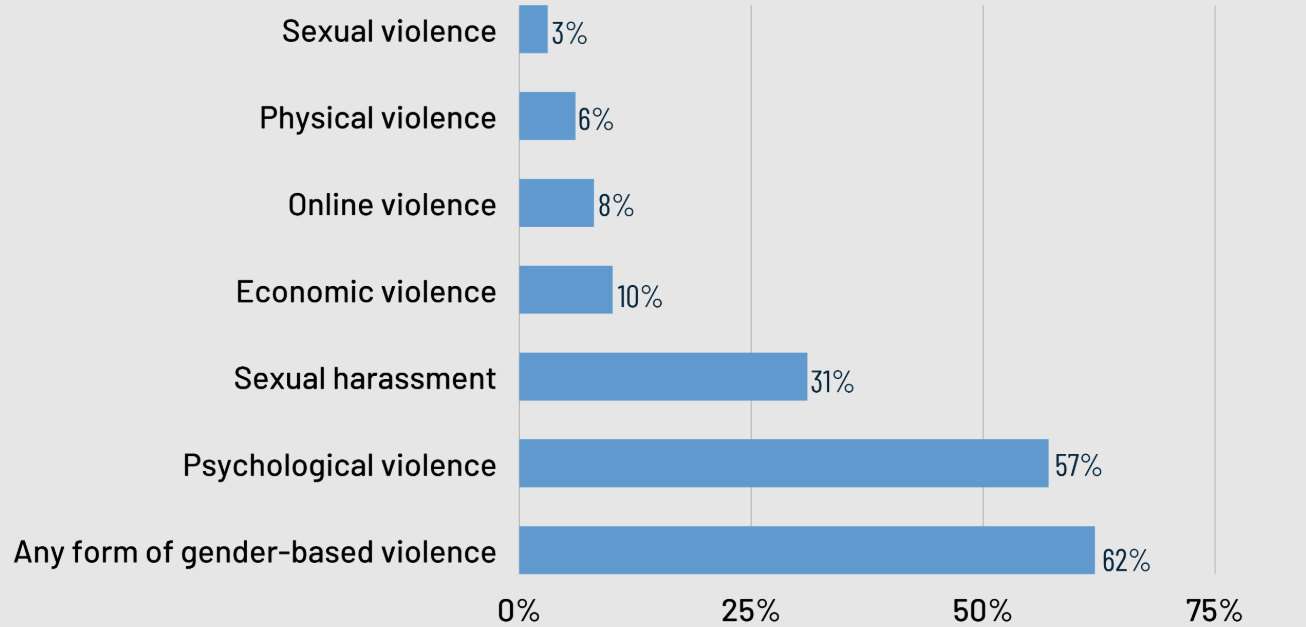 Sexual violence 3%
Physical violence 6%
Online violence 8%
Economic violence 10%
Sexual harassment 31%
Psychological violence 57%
Any form of gender-based violence 62%
0% 25% 50% 75%